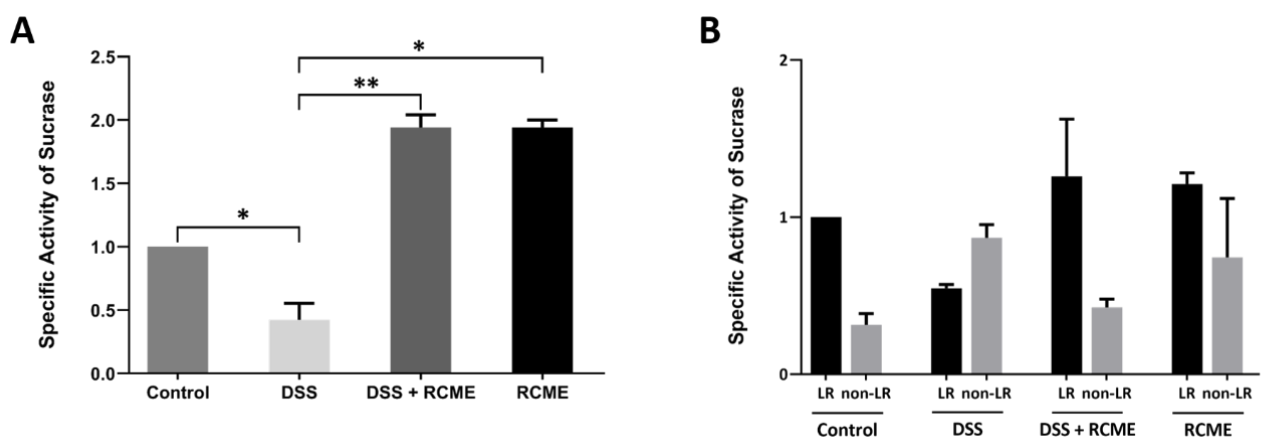 A
Specific Activity of Sucrase
2.5
2.0
1.5
1.0
0.5
0.0
*
**
*
Control DSS DSS + RCME RCME
B
Specific Activity of Sucrase
2
1
0
LR non-LR LR non-LR LR non-LR LR non-LR
Control DSS DSS + RCME RCME